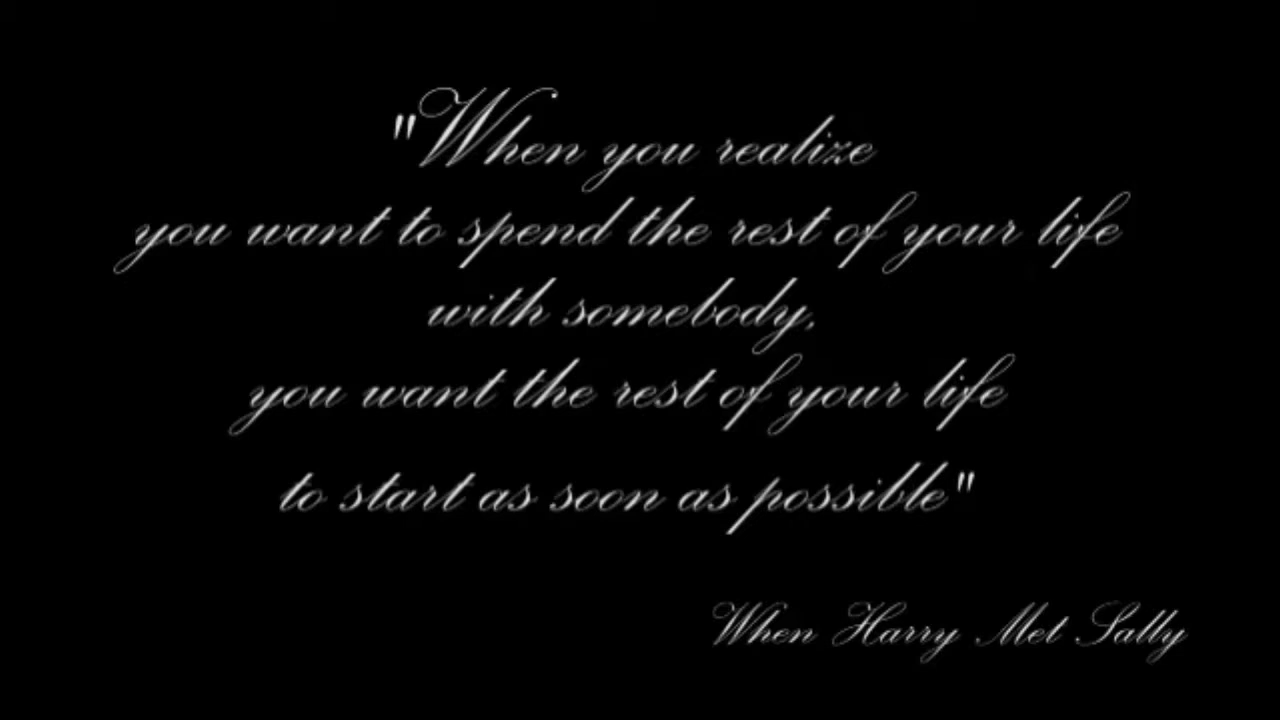 "When you realize
you want to spend the rest of your life
with somebody,
you want the rest of your life
to start as soon as possible"
When Harry Met Sally